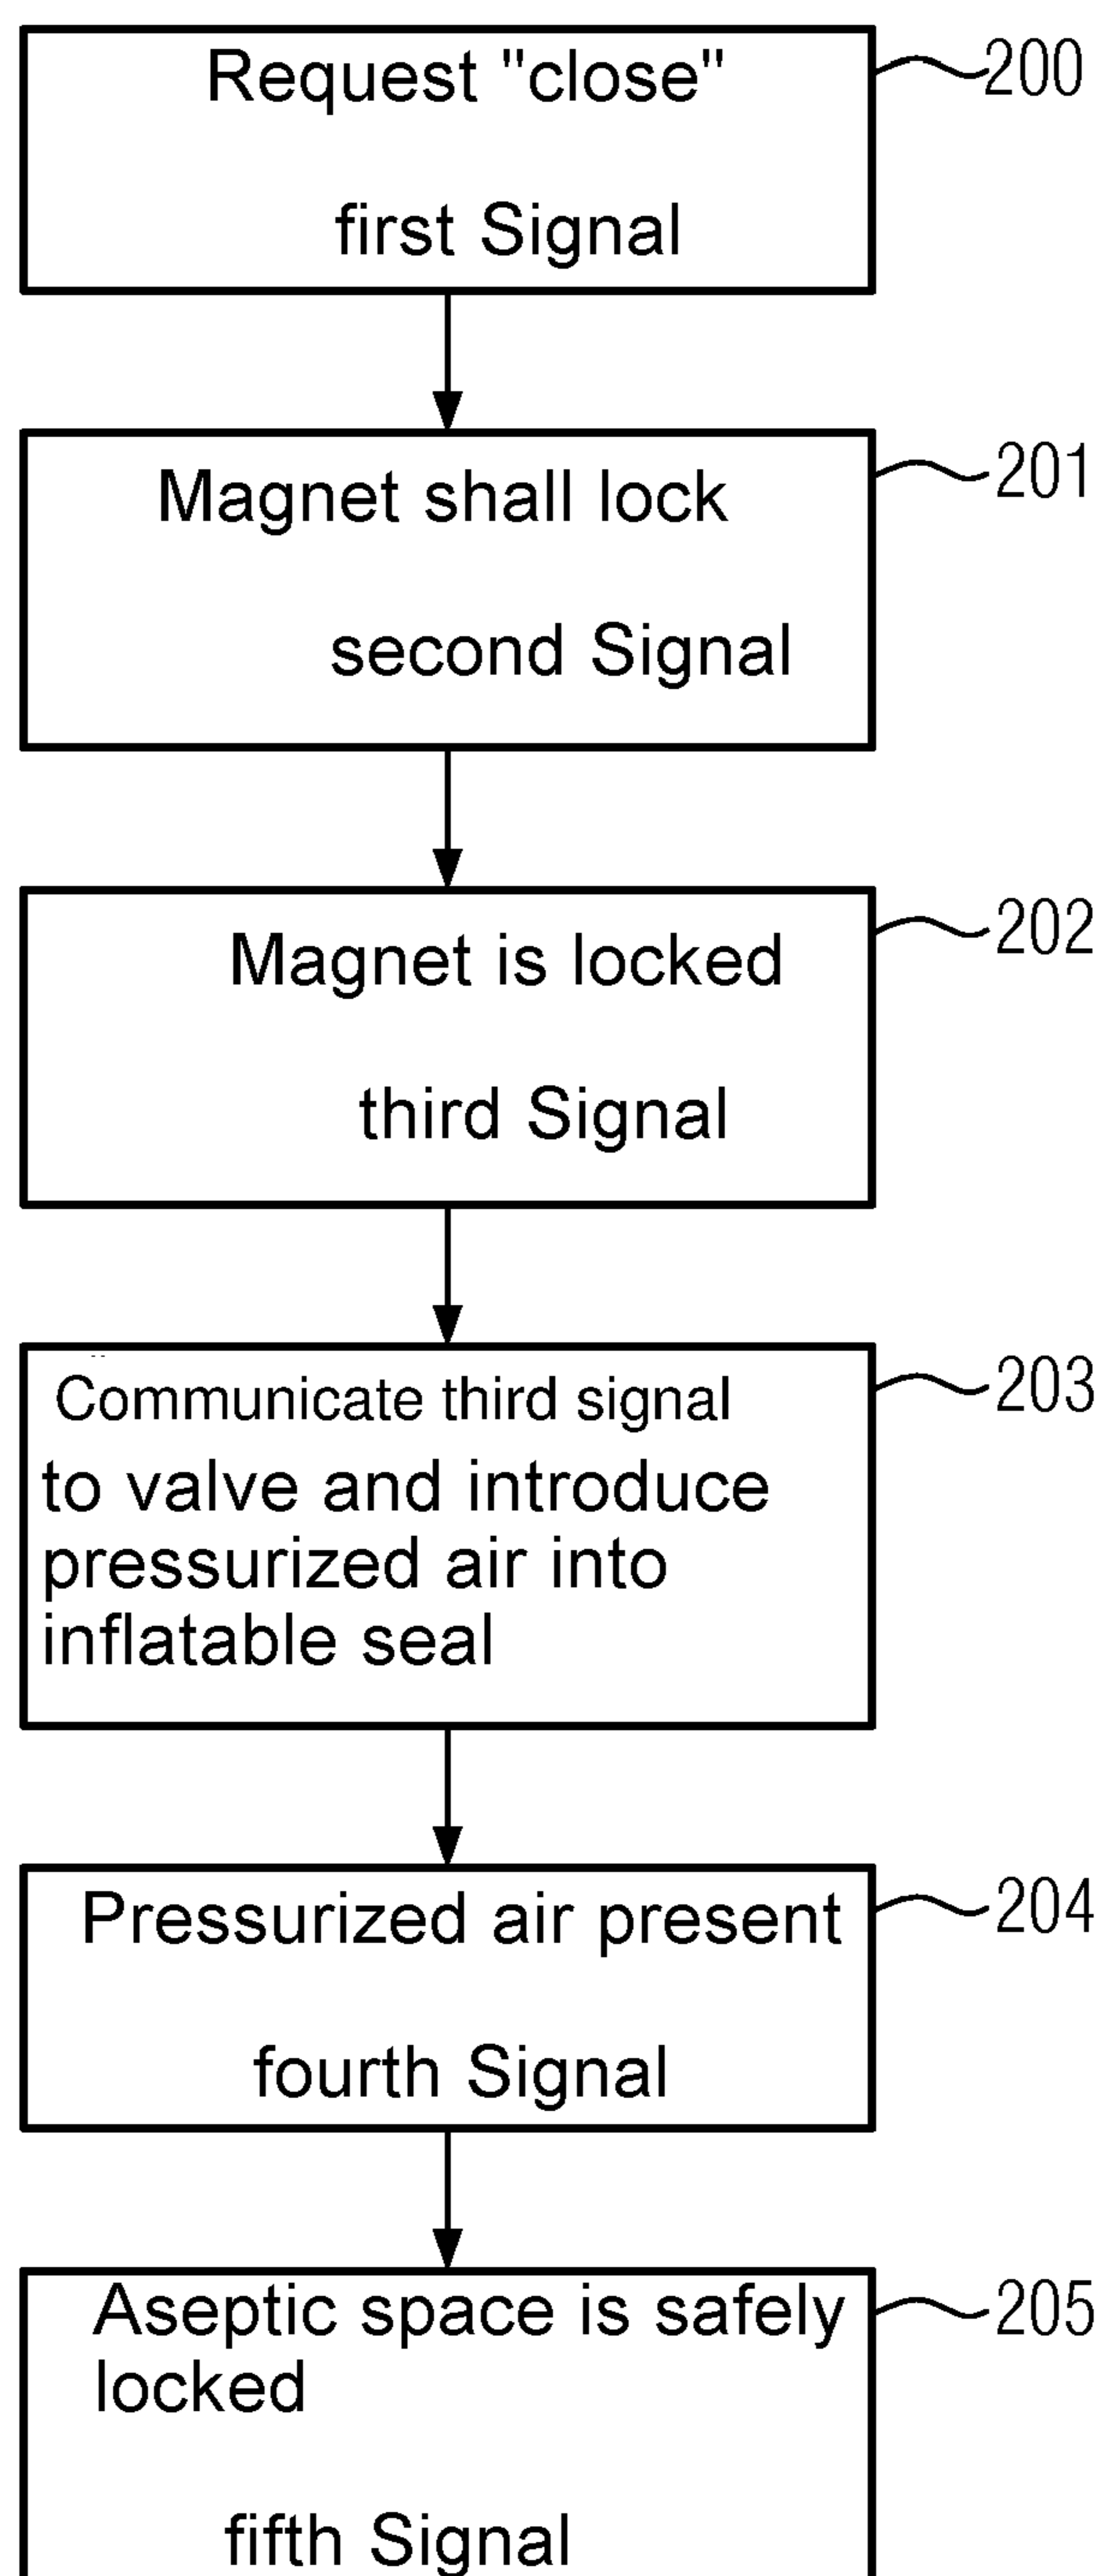 Request "close"
200
first Signal
Magnet shall lock
201
second Signal
Magnet is locked
202
third Signal
Communicate third signal
203
to valve and introduce
pressurized air into
inflatable seal
Pressurized air present
204
fourth Signal
Aseptic space is safely
205
locked
fifth Signal